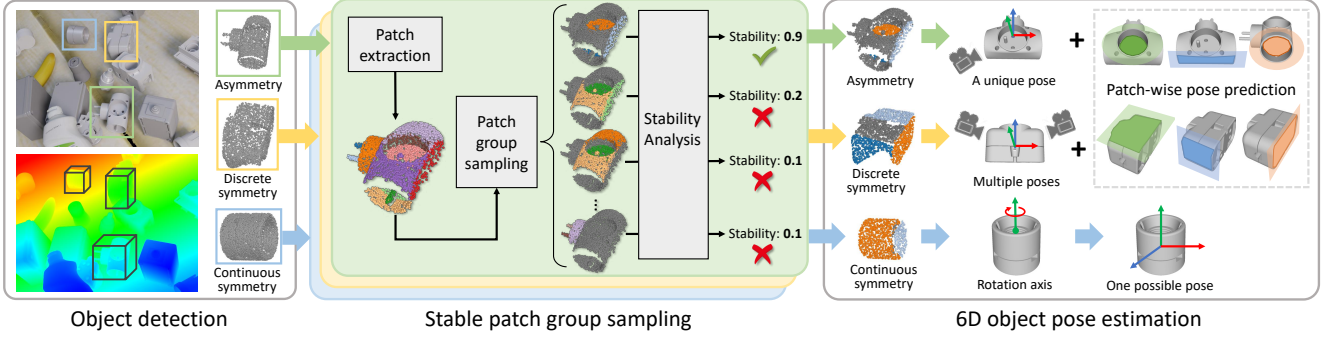 Asymmetry
Discrete
symmetry
Continuous
symmetry
Object detection
Patch
extraction
Patch
group
sampling
Stability
Analysis
Stability: 0.9
Stability: 0.2
Stability: 0.1
...
Stability: 0.1
Stable patch group sampling
Asymmetry
A unique pose
+
Patch-wise pose prediction
Discrete
symmetry
Multiple poses
+
Continuous
symmetry
Rotation axis
One possible pose
6D object pose estimation